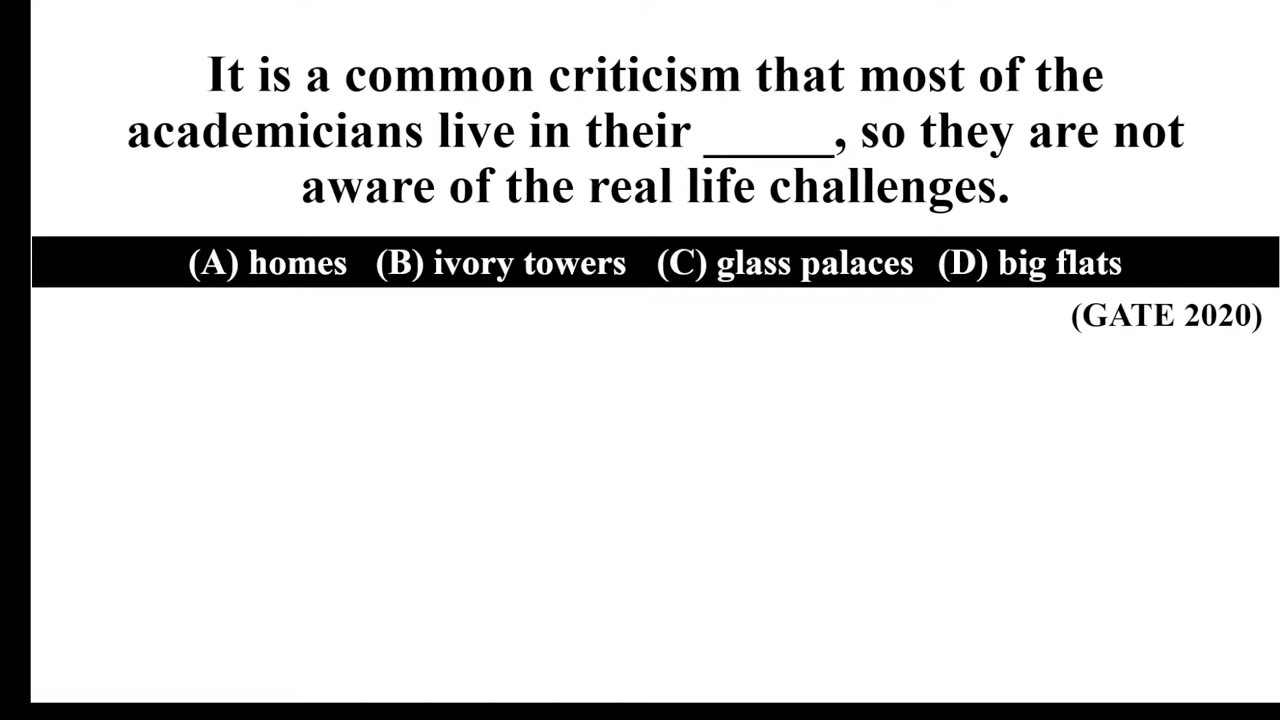 It is a common criticism that most of the
academicians live in their _____, so they are not
aware of the real life challenges.
(A) homes (B) ivory towers (C) glass palaces (D) big flats
(GATE 2020)